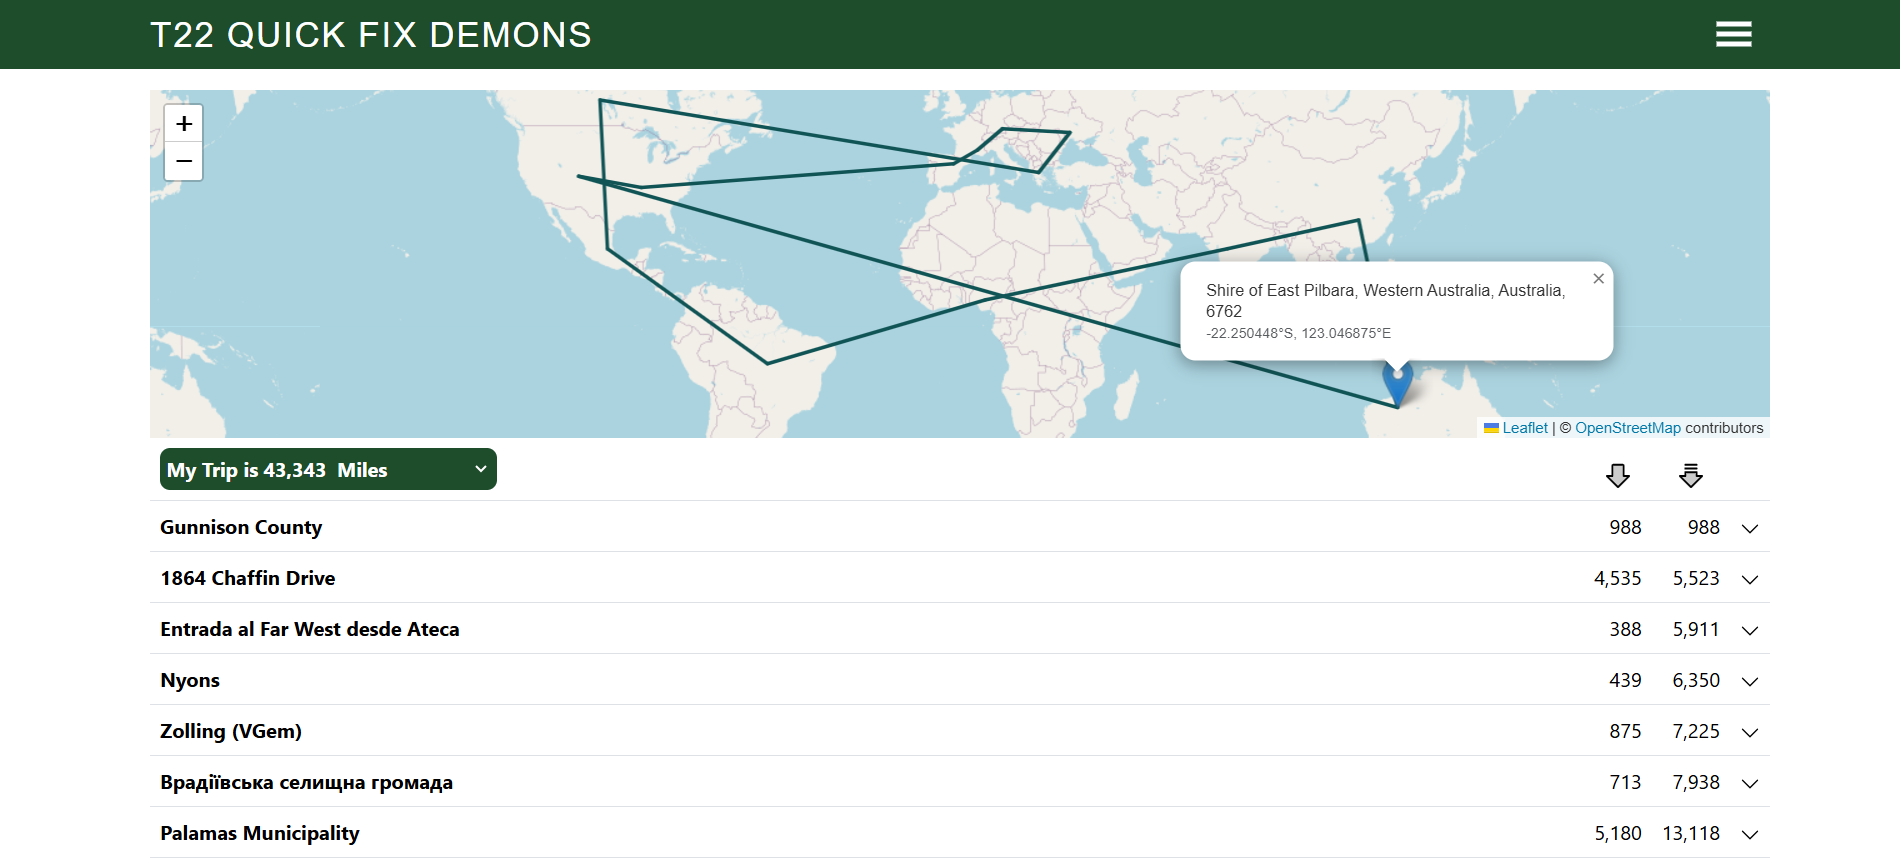 T22 QUICK FIX DEMONS
+
−
Shire of East Pilbara, Western Australia, Australia,
6762
-22.250448°S, 123.046875°E
×
Leaflet | © OpenStreetMap contributors
My Trip is 43,343 Miles
Gunnison County 988 988
1864 Chaffin Drive 4,535 5,523
Entrada al Far West desde Ateca 388 5,911
Nyons 439 6,350
Zolling (VGem) 875 7,225
Врадіївська селищна громада 713 7,938
Palamas Municipality 5,180 13,118